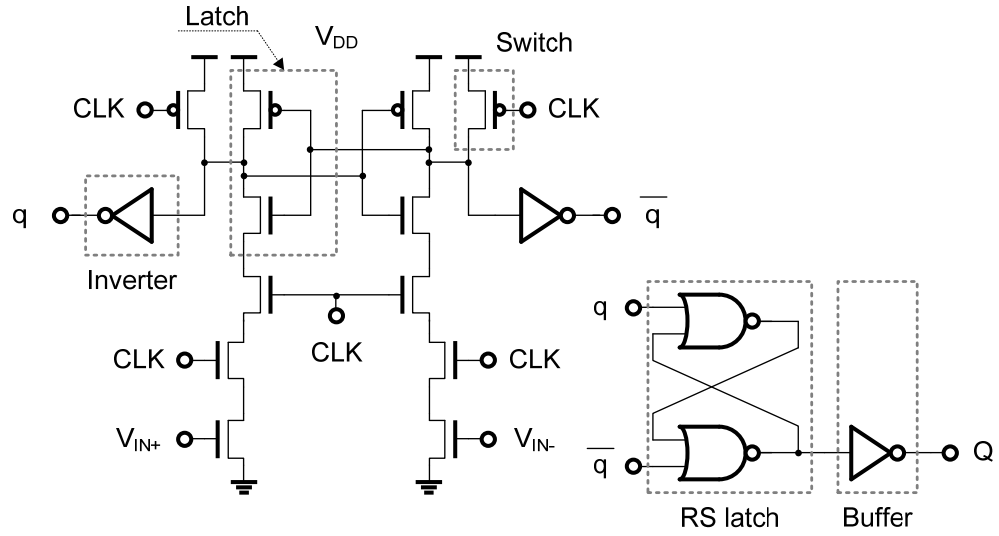 Latch
V_DD
Switch
CLK
CLK
q
q̅
Inverter
CLK
q
CLK
CLK
V_IN+
V_IN-
q̅
Q
RS latch
Buffer